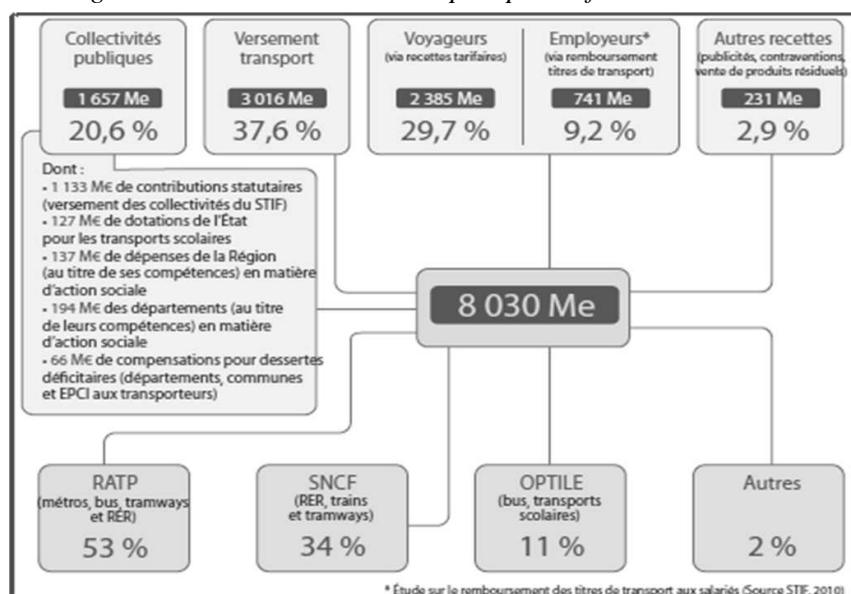 Collectivités
publiques
1 657 Me
20,6 %
Versement
transport
3 016 Me
37,6 %
Voyageurs
(via recettes tarifaires)
2 385 Me
29,7 %
Employeurs*
(via remboursement
titres de transport)
741 Me
9,2 %
Autres recettes
(publicités, contraventions,
vente de produits résiduels)
231 Me
2,9 %
Dont :
• 1 133 M€ de contributions statutaires
(versement des collectivités du STIF)
• 127 M€ de dotations de l'État
pour les transports scolaires
• 137 M€ de dépenses de la Région
(au titre de ses compétences) en matière
d'action sociale
• 194 M€ des départements (au titre
de leurs compétences) en matière
d'action sociale
• 66 M€ de compensations pour dessertes
déficitaires (départements, communes
et EPCI aux transporteurs)
8 030 Me
RATP
(métros, bus, tramways
et RER)
53 %
SNCF
(RER, trains
et tramways)
34 %
OPTILE
(bus, transports
scolaires)
11 %
Autres
2 %
* Étude sur le remboursement des titres de transport aux salariés (Source STIF, 2010)